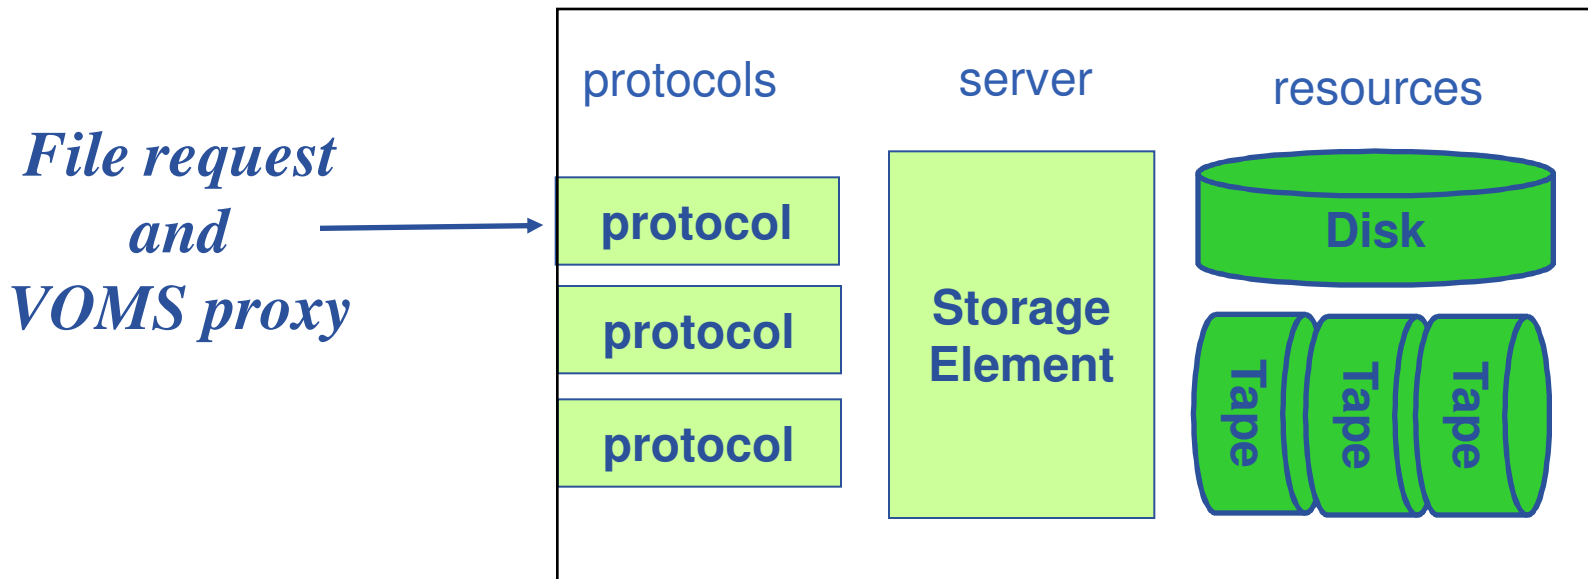 protocols
server
resources
File request
and
VOMS proxy
protocol
protocol
protocol
Storage
Element
Disk
Tape
Tape
Tape